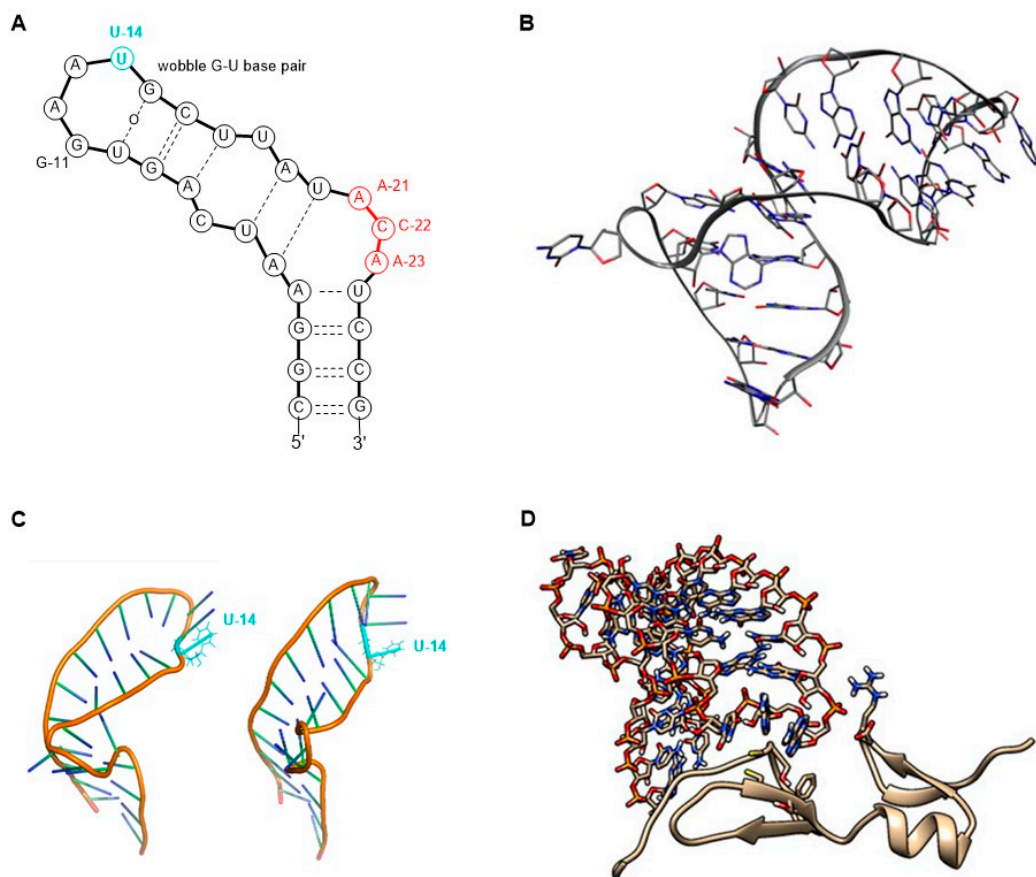 A
U-14
A U wobble G-U base pair
G
A o C
G-11 G U U U
G A
A U A A-21
C
U C C-22
A A A-23
A U
G C
G C
C G
5' 3'
B
C
U-14
U-14
D